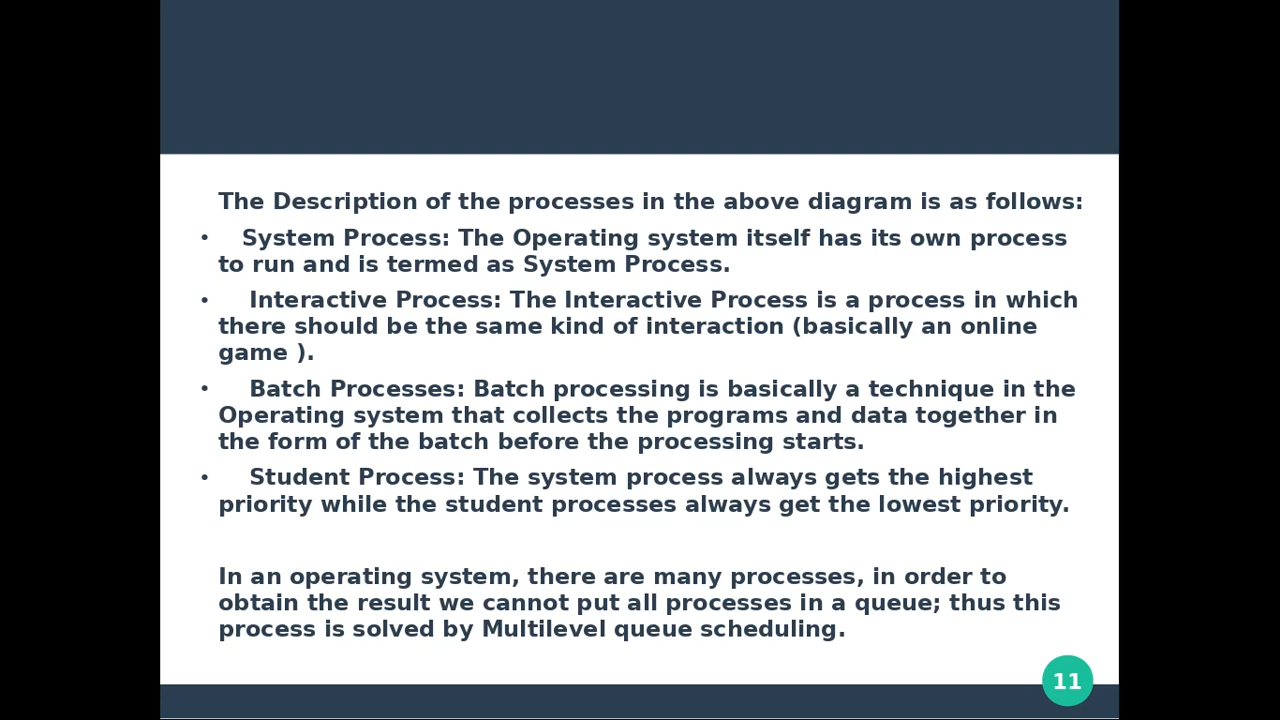 The Description of the processes in the above diagram is as follows:
• System Process: The Operating system itself has its own process
to run and is termed as System Process.
• Interactive Process: The Interactive Process is a process in which
there should be the same kind of interaction (basically an online
game ).
• Batch Processes: Batch processing is basically a technique in the
Operating system that collects the programs and data together in
the form of the batch before the processing starts.
• Student Process: The system process always gets the highest
priority while the student processes always get the lowest priority.
In an operating system, there are many processes, in order to
obtain the result we cannot put all processes in a queue; thus this
process is solved by Multilevel queue scheduling.
11